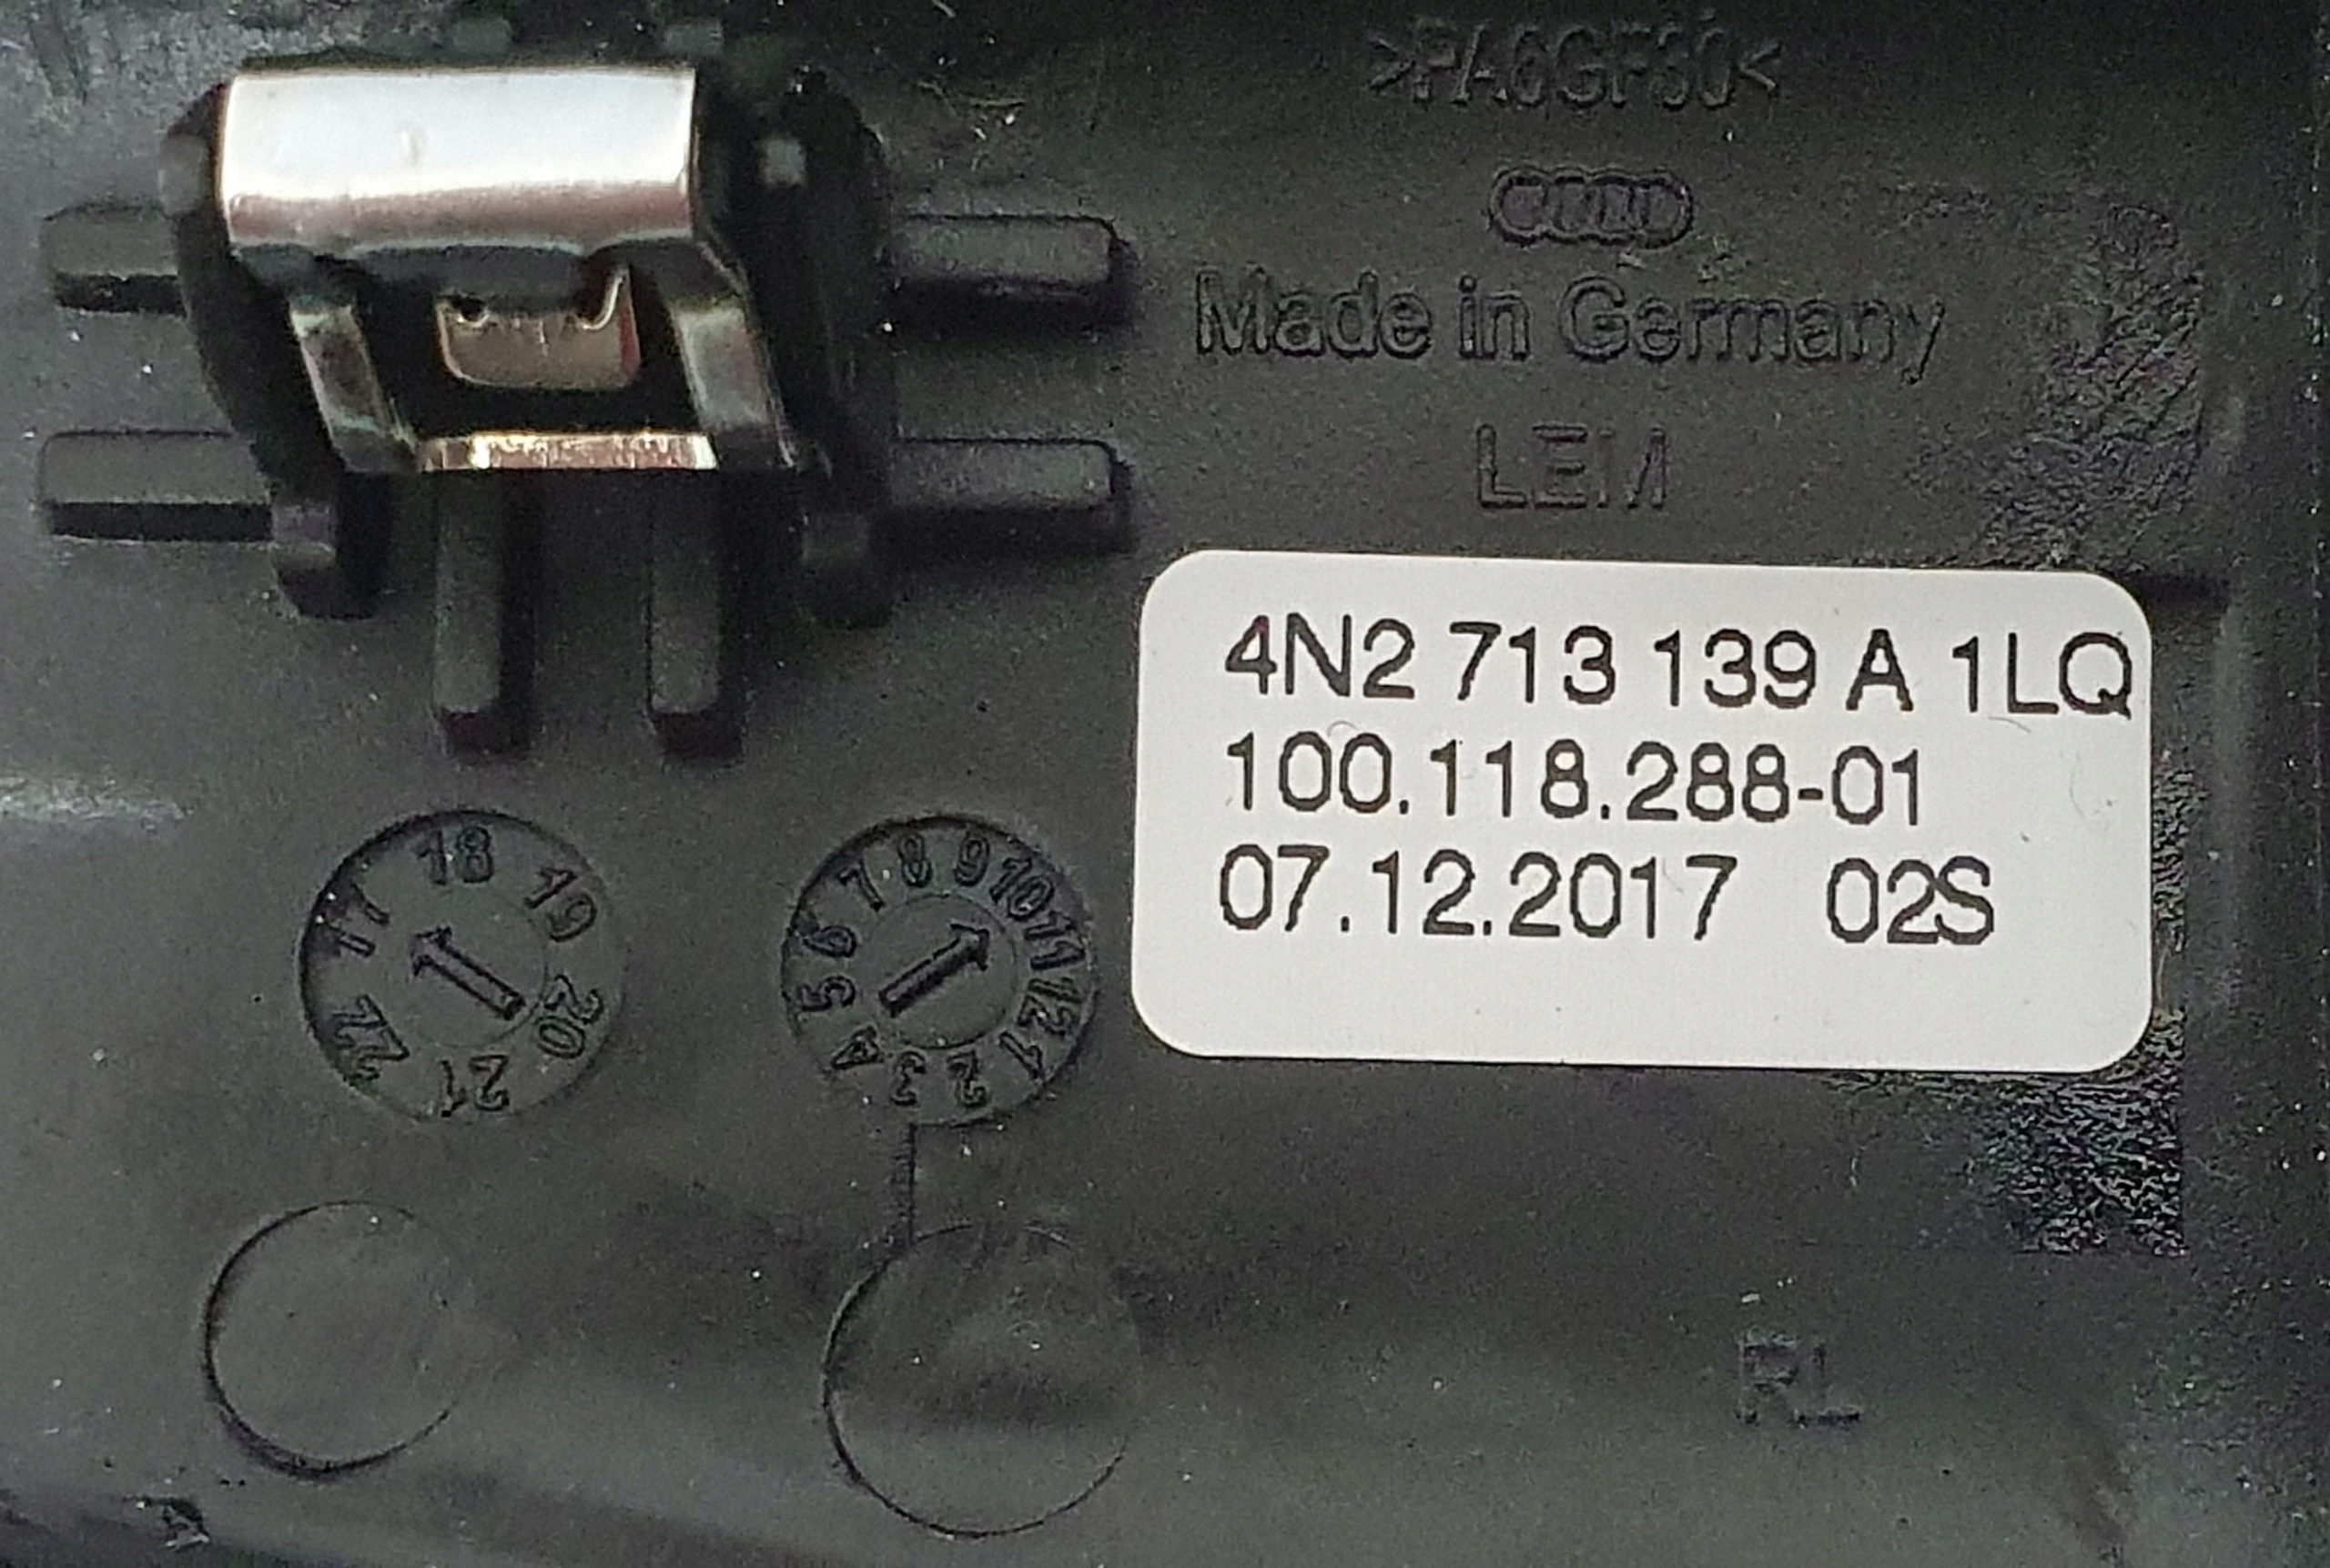 >PA6GF30<
Made in Germany
LEM
4N2 713 139 A 1LQ
100.118.288-01
07.12.2017 02S
17 18 19 20 21 22
1 2 3 4 5 6 7 8 9 10 11 12
RL